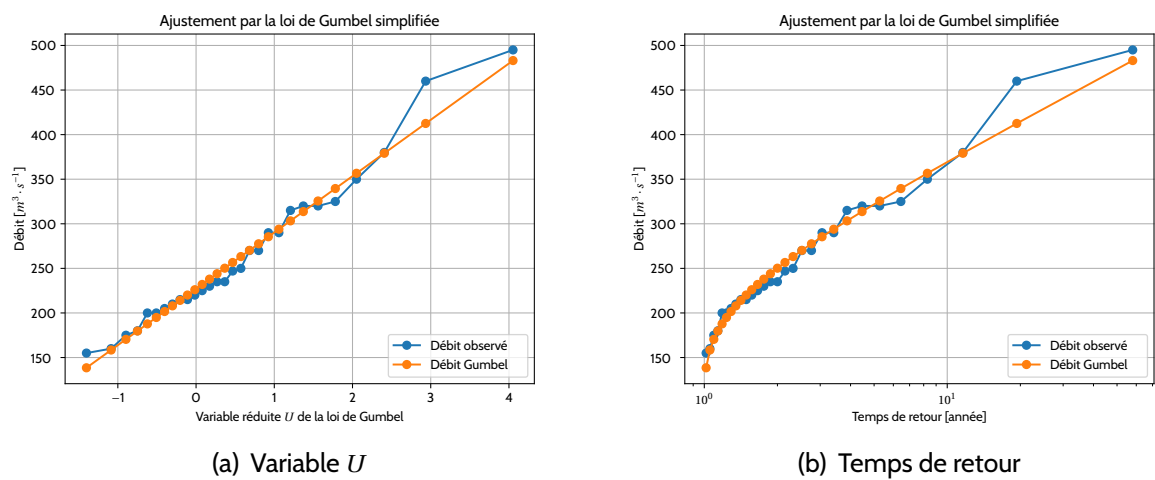 Ajustement par la loi de Gumbel simplifiée
500
450
400
350
300
250
200
150
Débit [m³ · s⁻¹]
−1
0
1
2
3
4
Variable réduite U de la loi de Gumbel
Débit observé
Débit Gumbel
(a) Variable U
Ajustement par la loi de Gumbel simplifiée
500
450
400
350
300
250
200
150
Débit [m³ · s⁻¹]
10⁰
10¹
Temps de retour [année]
Débit observé
Débit Gumbel
(b) Temps de retour